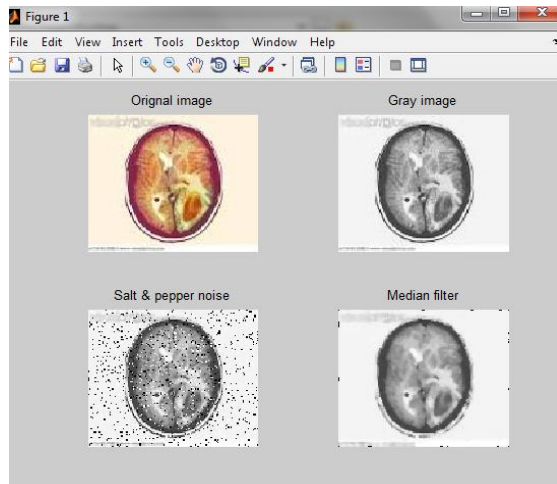 Figure 1
File Edit View Insert Tools Desktop Window Help
Orignal image
Gray image
Salt & pepper noise
Median filter